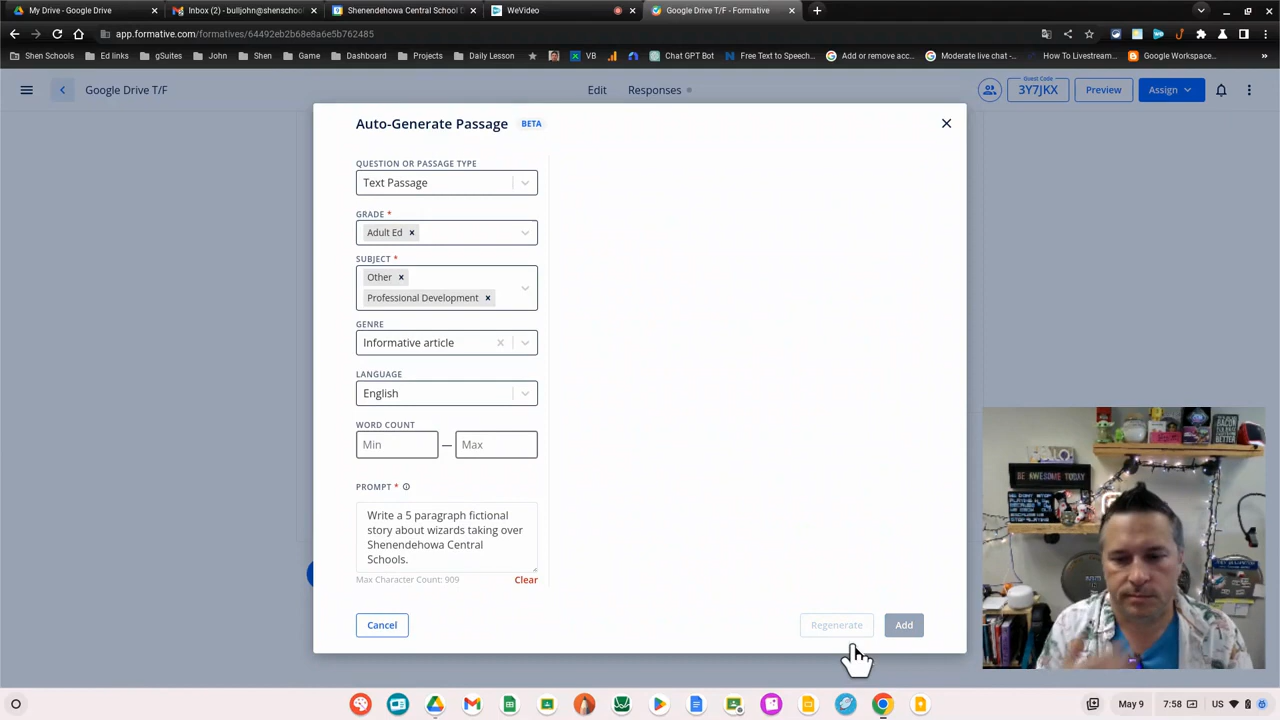 My Drive - Google Drive
Inbox (2) - bulljohn@shenschool
Shenendehowa Central School D
WeVideo
Google Drive T/F - Formative
app.formative.com/formatives/64492eb2b68e8a6e5b762485
Shen Schools
Ed links
gSuites
John
Shen
Game
Dashboard
Daily Lesson
VB
Chat GPT Bot
Free Text to Speech...
Add or remove acc...
Moderate live chat -...
How To Livestream...
Google Workspace...
Google Drive T/F
Edit
Responses
Guest Code
3Y7JKX
Preview
Assign
Auto-Generate Passage
BETA
QUESTION OR PASSAGE TYPE
Text Passage
GRADE *
Adult Ed
SUBJECT *
Other
Professional Development
GENRE
Informative article
LANGUAGE
English
WORD COUNT
Min — Max
PROMPT *
Write a 5 paragraph fictional
story about wizards taking over
Shenendehowa Central
Schools.
Max Character Count: 909
Clear
Cancel
Regenerate
Add
HELLO
BE AWESOME TODAY
May 9
7:58
US